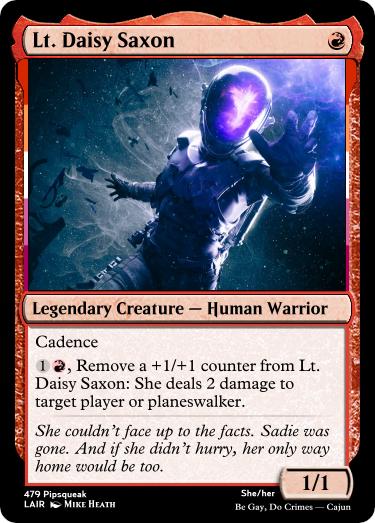 Lt. Daisy Saxon
Legendary Creature — Human Warrior
Cadence
1 , Remove a +1/+1 counter from Lt.
Daisy Saxon: She deals 2 damage to
target player or planeswalker.
She couldn't face up to the facts. Sadie was
gone. And if she didn't hurry, her only way
home would be too.
1/1
479 Pipsqueak
She/her
LAIR Mike Heath
Be Gay, Do Crimes — Cajun